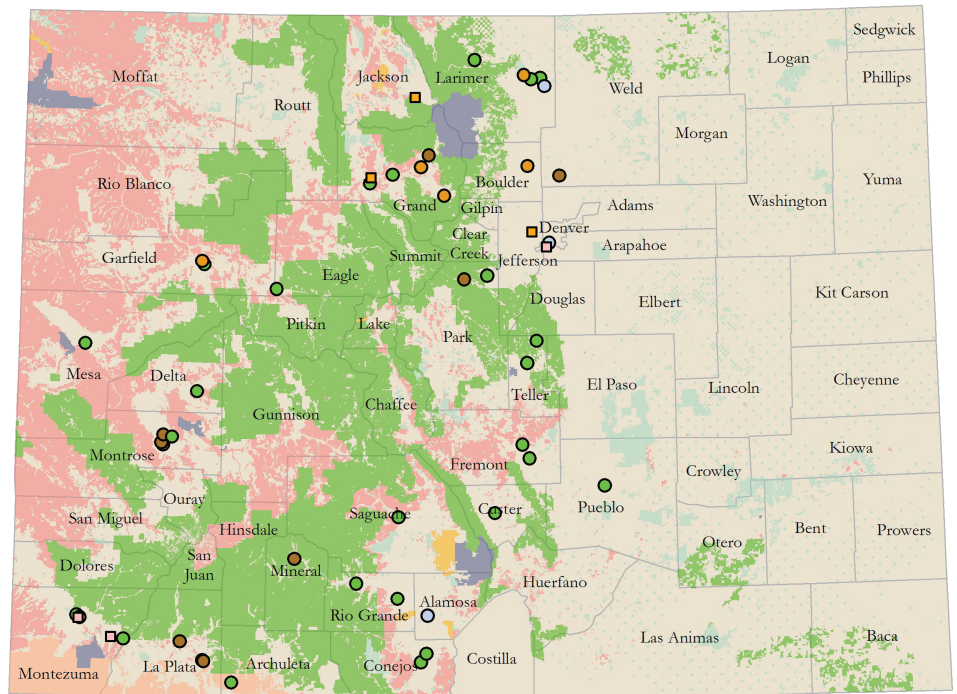 Sedgwick
Logan
Moffat
Jackson
Larimer
Phillips
Weld
Routt
Morgan
Rio Blanco
Boulder
Yuma
Washington
Grand
Gilpin
Adams
Clear
Creek
Denver
Arapahoe
Garfield
Summit
Jefferson
Eagle
Douglas
Elbert
Kit Carson
Pitkin
Lake
Park
Mesa
Delta
Teller
El Paso
Lincoln
Cheyenne
Gunnison
Chaffee
Montrose
Fremont
Kiowa
Crowley
Ouray
San Miguel
Hinsdale
Saguache
Custer
Pueblo
Bent
Prowers
Otero
Dolores
San
Juan
Mineral
Huerfano
Rio Grande
Alamosa
Las Animas
Baca
Montezuma
La Plata
Archuleta
Conejos
Costilla